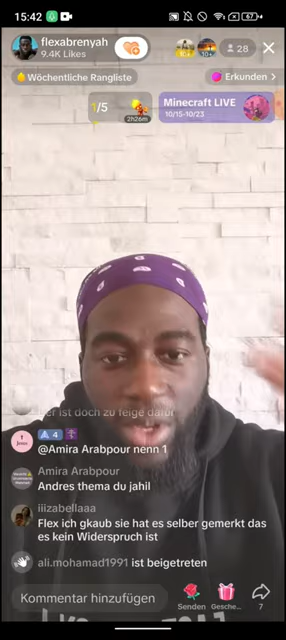 15:42
67
flexabrenyah
9.4K Likes
28
Wöchentliche Rangliste
Erkunden >
1/5
2h26m
Minecraft LIVE
10/15-10/23
er ist doch zu feige dafür
4
@Amira Arabpour nenn 1
Amira Arabpour
Andres thema du jahil
iiizabellaaa
Flex ich gkaub sie hat es selber gemerkt das
es kein Widerspruch ist
ali.mohamad1991 ist beigetreten
Kommentar hinzufügen
Senden
Gesche...
7